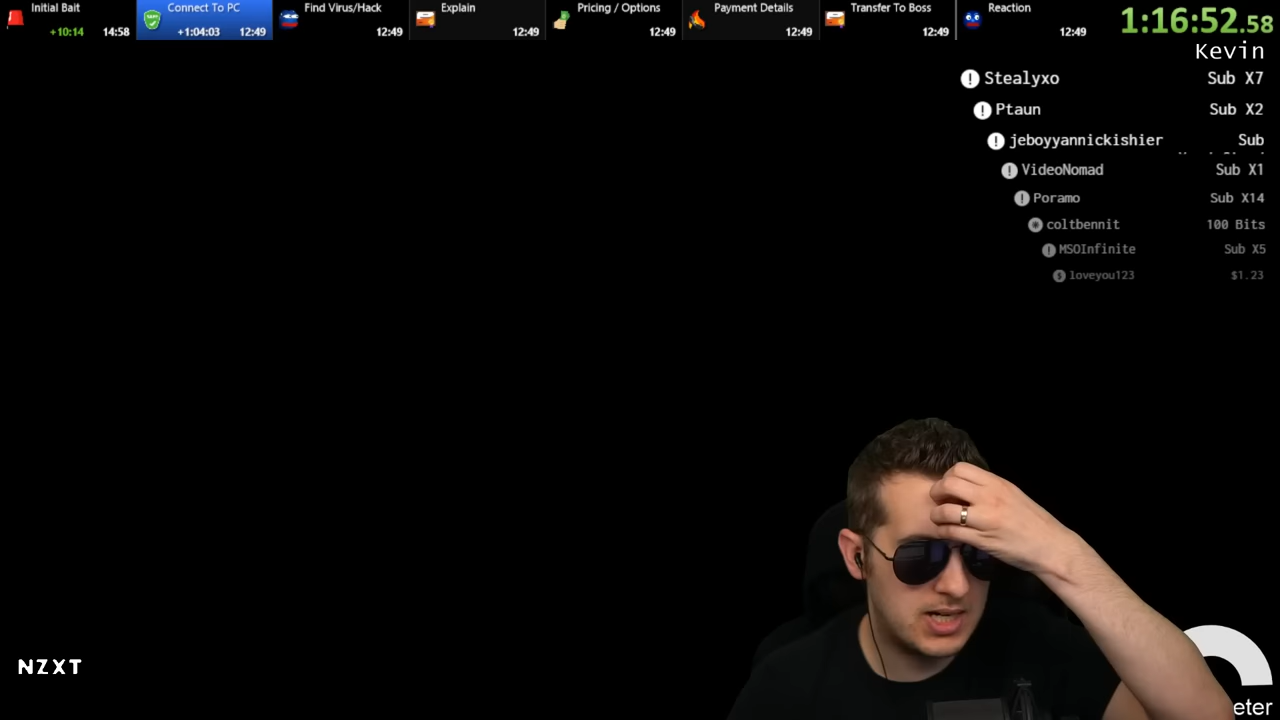 Initial Bait
+10:14 14:58
Connect To PC
+1:04:03 12:49
Find Virus/Hack
12:49
Explain
12:49
Pricing / Options
12:49
Payment Details
12:49
Transfer To Boss
12:49
Reaction
12:49
1:16:52.58
Kevin
Stealyxo Sub X7
Ptaun Sub X2
jeboyyannickishier Sub
VideoNomad Sub X1
Poramo Sub X14
coltbennit 100 Bits
MSOInfinite Sub X5
loveyou123 $1.23
NZXT
eter